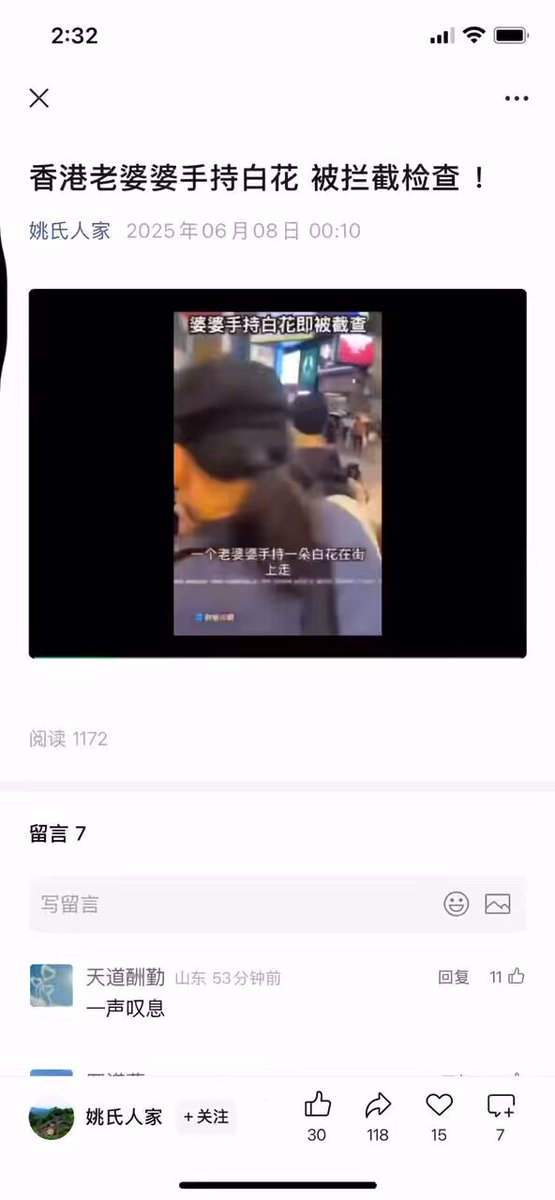 2:32
香港老婆婆手持白花 被拦截检查！
姚氏人家 2025年06月08日 00:10
婆婆手持白花即被截查
一个老婆婆手持一朵白花在街
上走
阅读 1172
留言 7
写留言
天道酬勤 山东 53分钟前 回复 11
一声叹息
姚氏人家 +关注
30 118 15 7